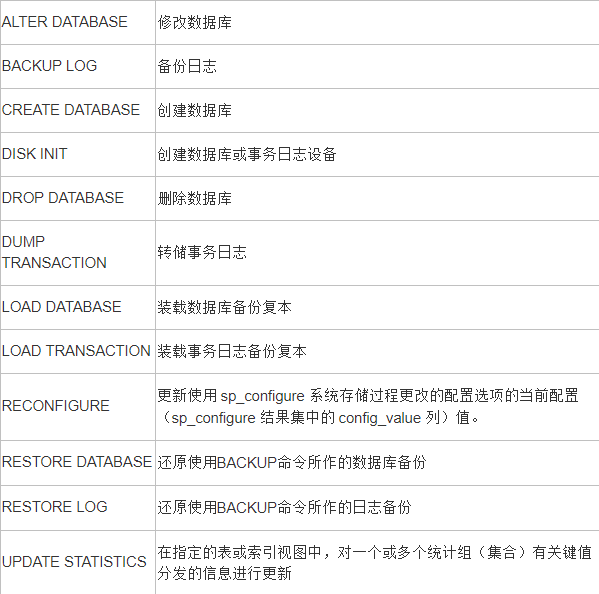 ALTER DATABASE 修改数据库
BACKUP LOG 备份日志
CREATE DATABASE 创建数据库
DISK INIT 创建数据库或事务日志设备
DROP DATABASE 删除数据库
DUMP
TRANSACTION
转储事务日志
LOAD DATABASE 装载数据库备份复本
LOAD TRANSACTION 装载事务日志备份复本
RECONFIGURE
更新使用 sp_configure 系统存储过程更改的配置选项的当前配置
（sp_configure 结果集中的 config_value 列）值。
RESTORE DATABASE 还原使用BACKUP命令所作的数据库备份
RESTORE LOG 还原使用BACKUP命令所作的日志备份
UPDATE STATISTICS
在指定的表或索引视图中，对一个或多个统计组（集合）有关键值
分发的信息进行更新